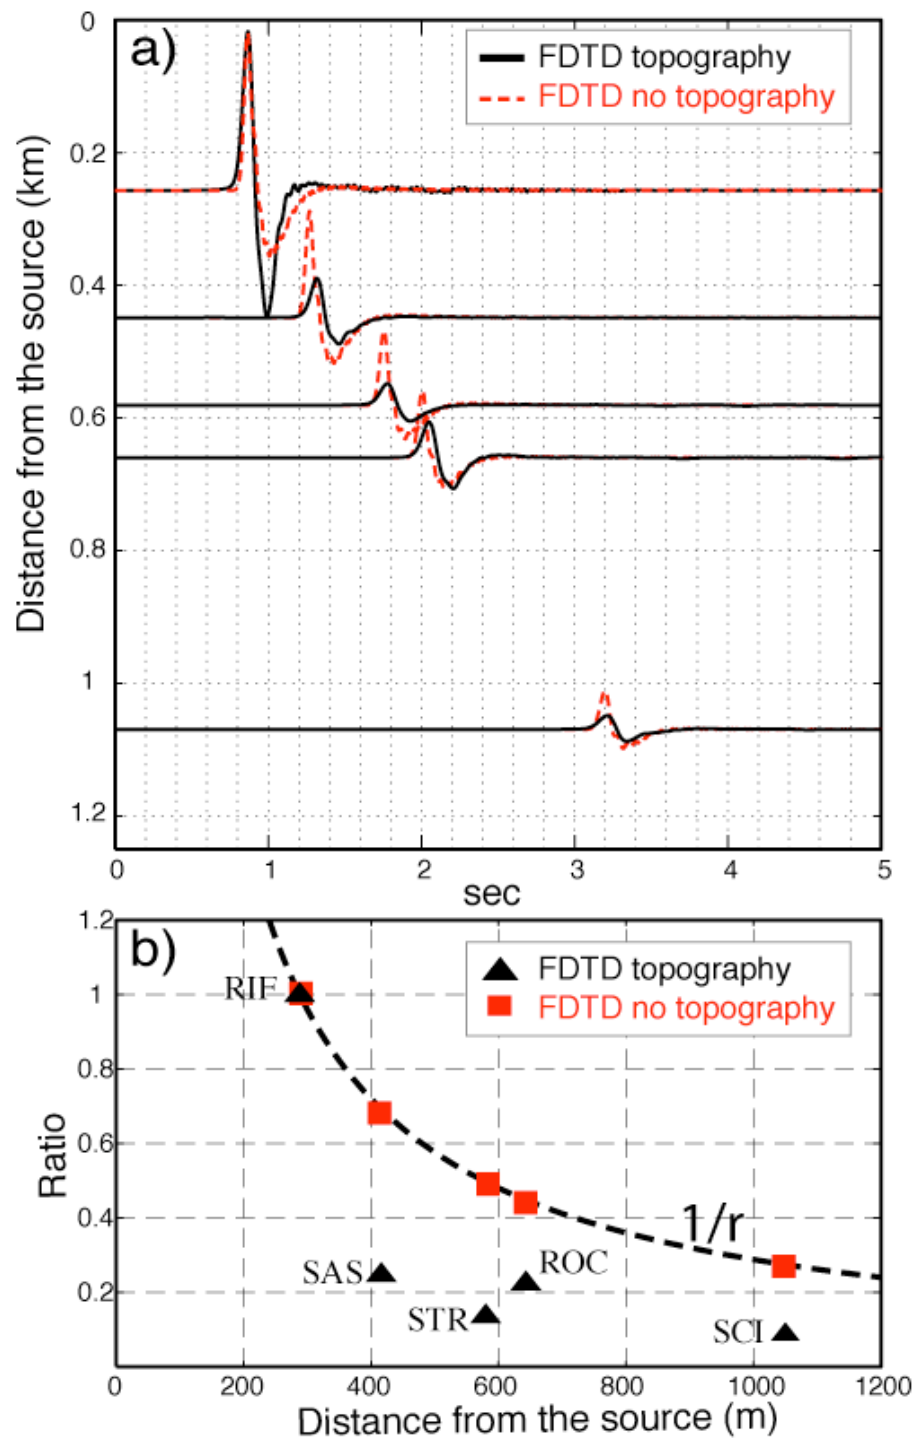 a)
FDTD topography
FDTD no topography
Distance from the source (km)
0
0.2
0.4
0.6
0.8
1
1.2
0 1 2 3 4 5
sec
b)
FDTD topography
FDTD no topography
Ratio
1.2
1
0.8
0.6
0.4
0.2
RIF
SAS
STR
ROC
SCI
1/r
0 200 400 600 800 1000 1200
Distance from the source (m)